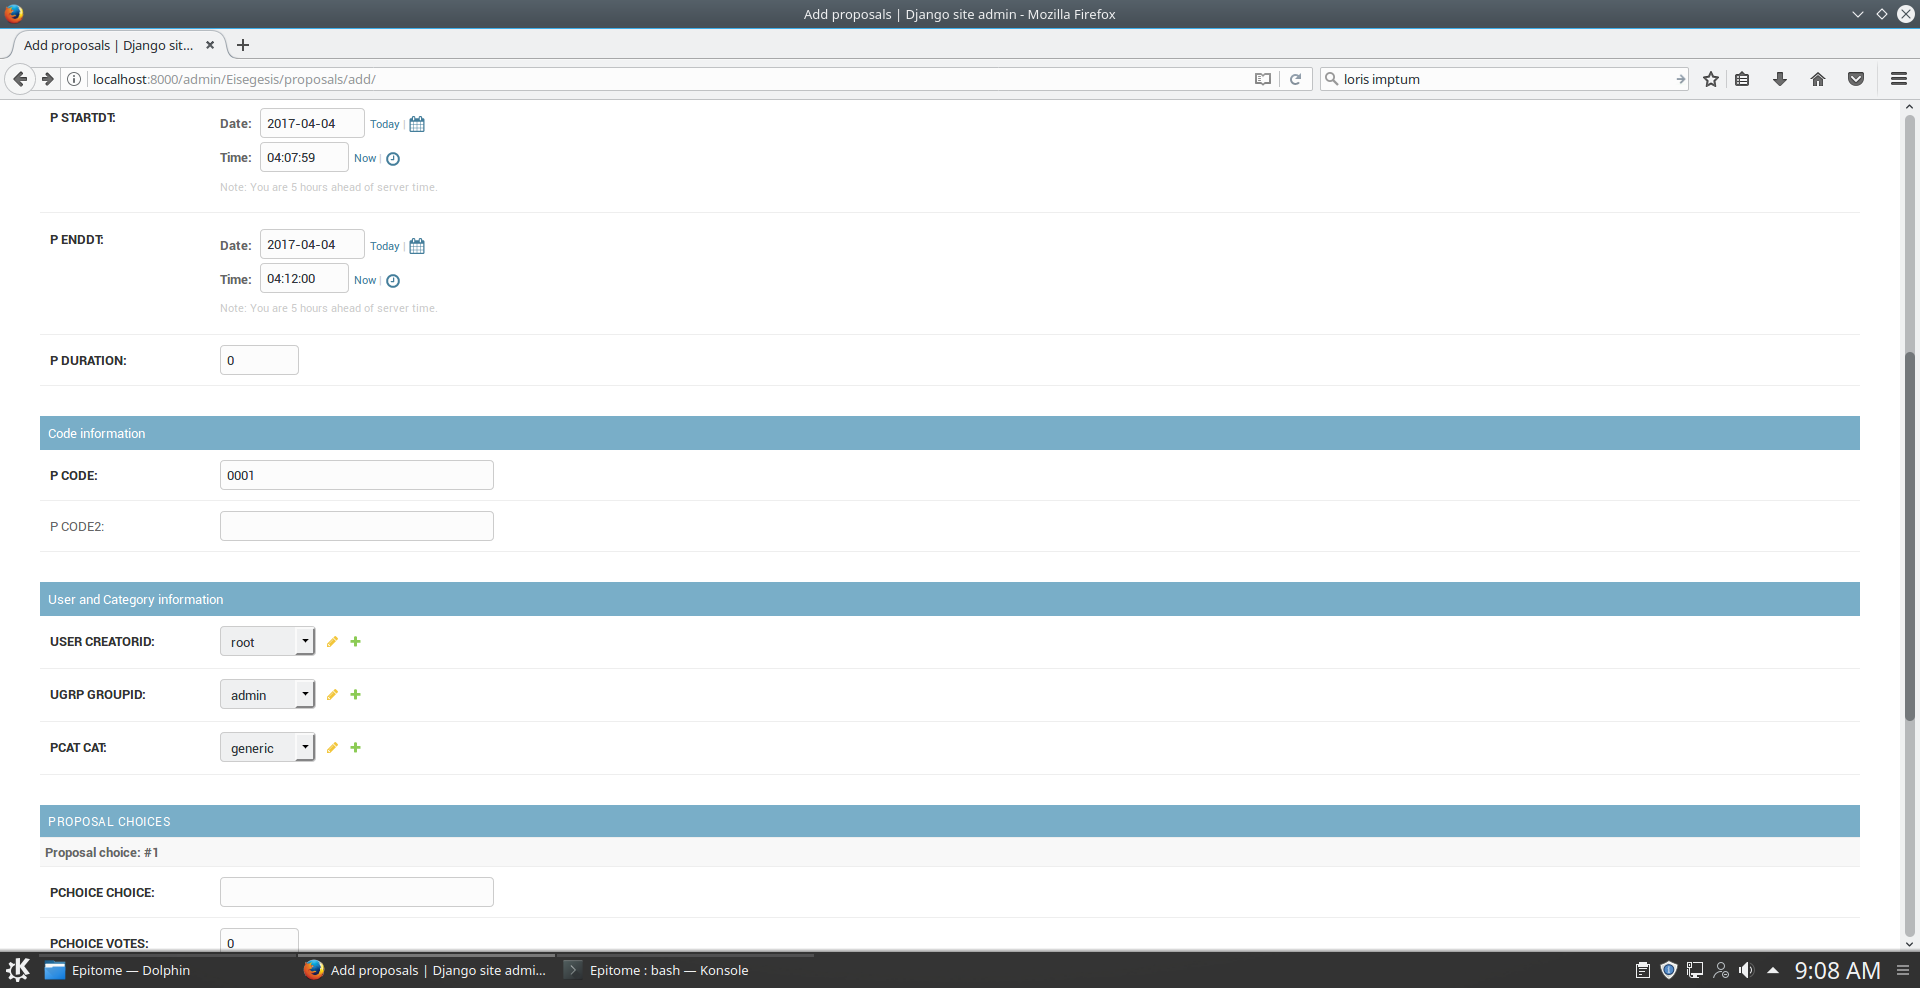 Add proposals | Django site admin - Mozilla Firefox
Add proposals | Django sit...
localhost:8000/admin/Eisegesis/proposals/add/
loris imptum
P STARTDT:
Date: 2017-04-04 Today |
Time: 04:07:59 Now |
Note: You are 5 hours ahead of server time.
P ENDDT:
Date: 2017-04-04 Today |
Time: 04:12:00 Now |
Note: You are 5 hours ahead of server time.
P DURATION: 0
Code information
P CODE: 0001
P CODE2:
User and Category information
USER CREATORID: root
UGRP GROUPID: admin
PCAT CAT: generic
PROPOSAL CHOICES
Proposal choice: #1
PCHOICE CHOICE:
PCHOICE VOTES: 0
Epitome — Dolphin
Add proposals | Django site admi...
Epitome : bash — Konsole
9:08 AM